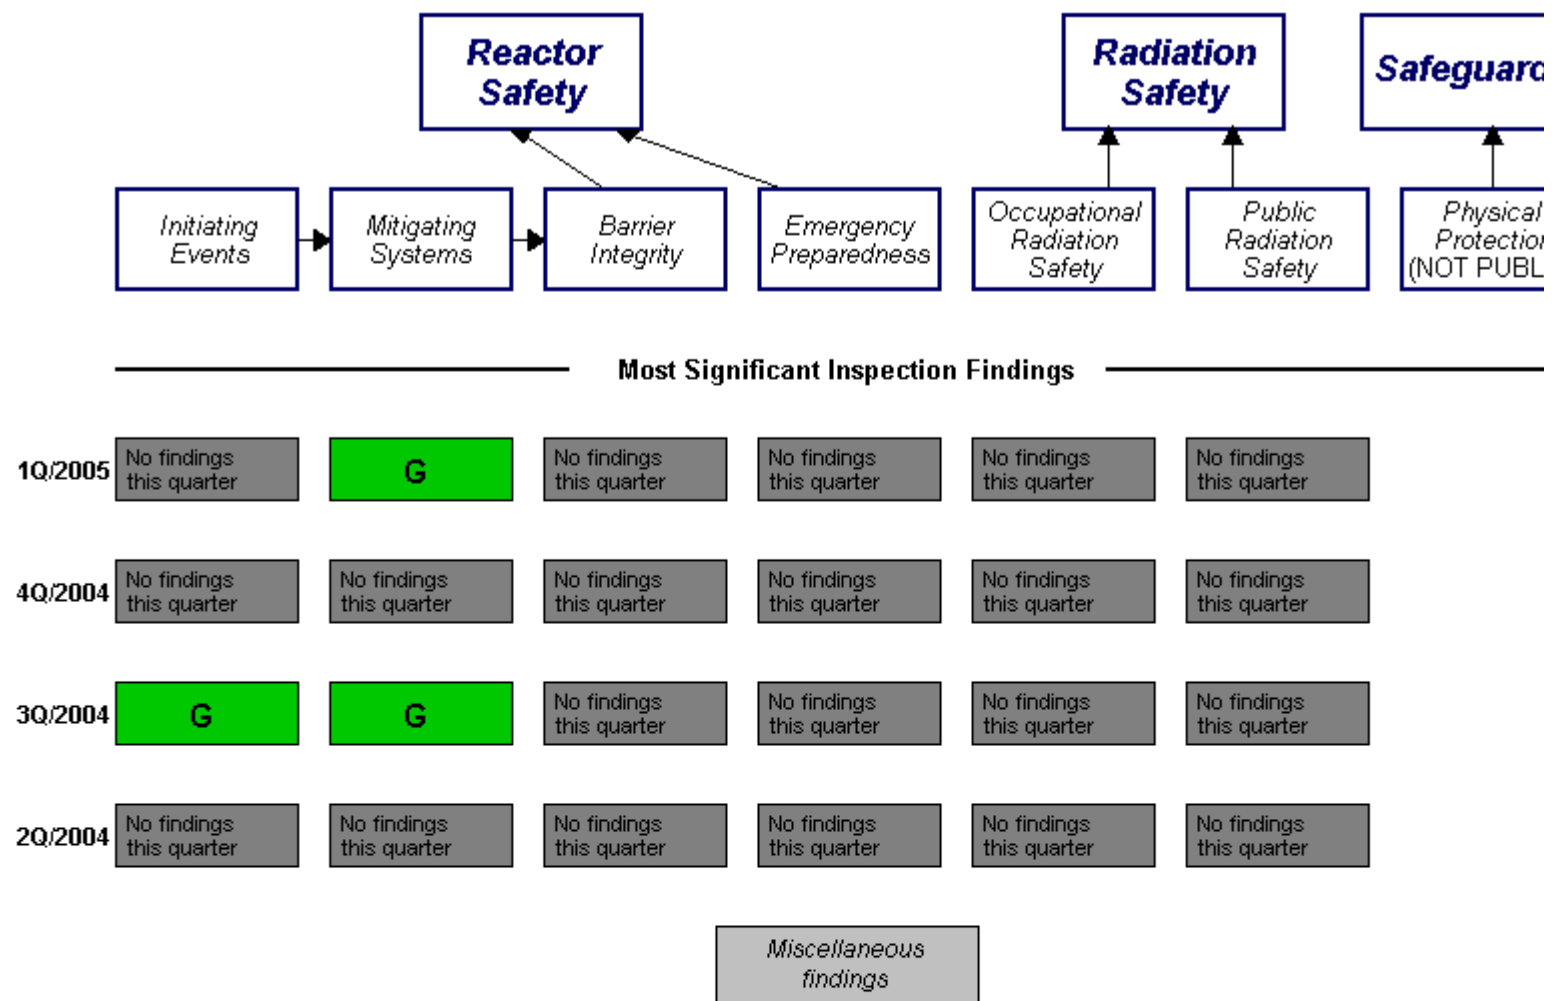 Reactor
Safety
Radiation
Safety
Safeguard
Initiating
Events
Mitigating
Systems
Barrier
Integrity
Emergency
Preparedness
Occupational
Radiation
Safety
Public
Radiation
Safety
Physical
Protection
(NOT PUBL
Most Significant Inspection Findings
1Q/2005
No findings
this quarter
G
No findings
this quarter
No findings
this quarter
No findings
this quarter
No findings
this quarter
4Q/2004
No findings
this quarter
No findings
this quarter
No findings
this quarter
No findings
this quarter
No findings
this quarter
No findings
this quarter
3Q/2004
G
G
No findings
this quarter
No findings
this quarter
No findings
this quarter
No findings
this quarter
2Q/2004
No findings
this quarter
No findings
this quarter
No findings
this quarter
No findings
this quarter
No findings
this quarter
No findings
this quarter
Miscellaneous
findings